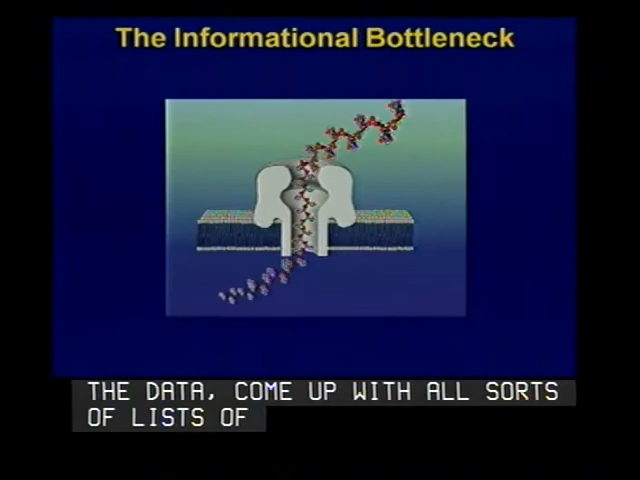 The Informational Bottleneck
THE DATA, COME UP WITH ALL SORTS
OF LISTS OF